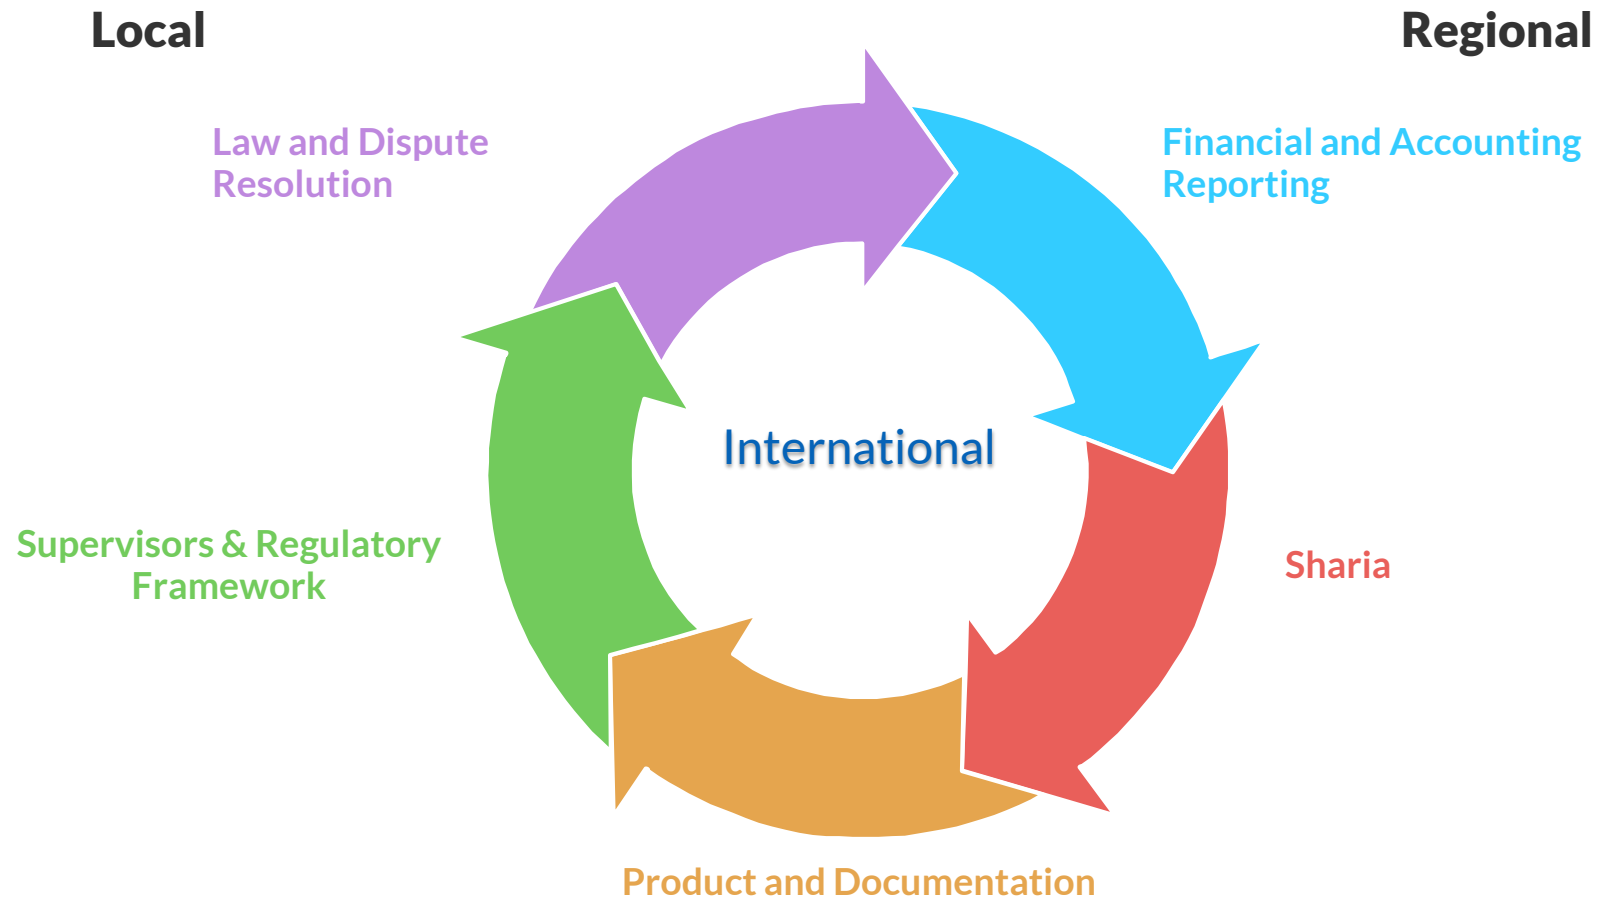 Local
Regional
Law and Dispute
Resolution
Financial and Accounting
Reporting
International
Supervisors & Regulatory
Framework
Sharia
Product and Documentation